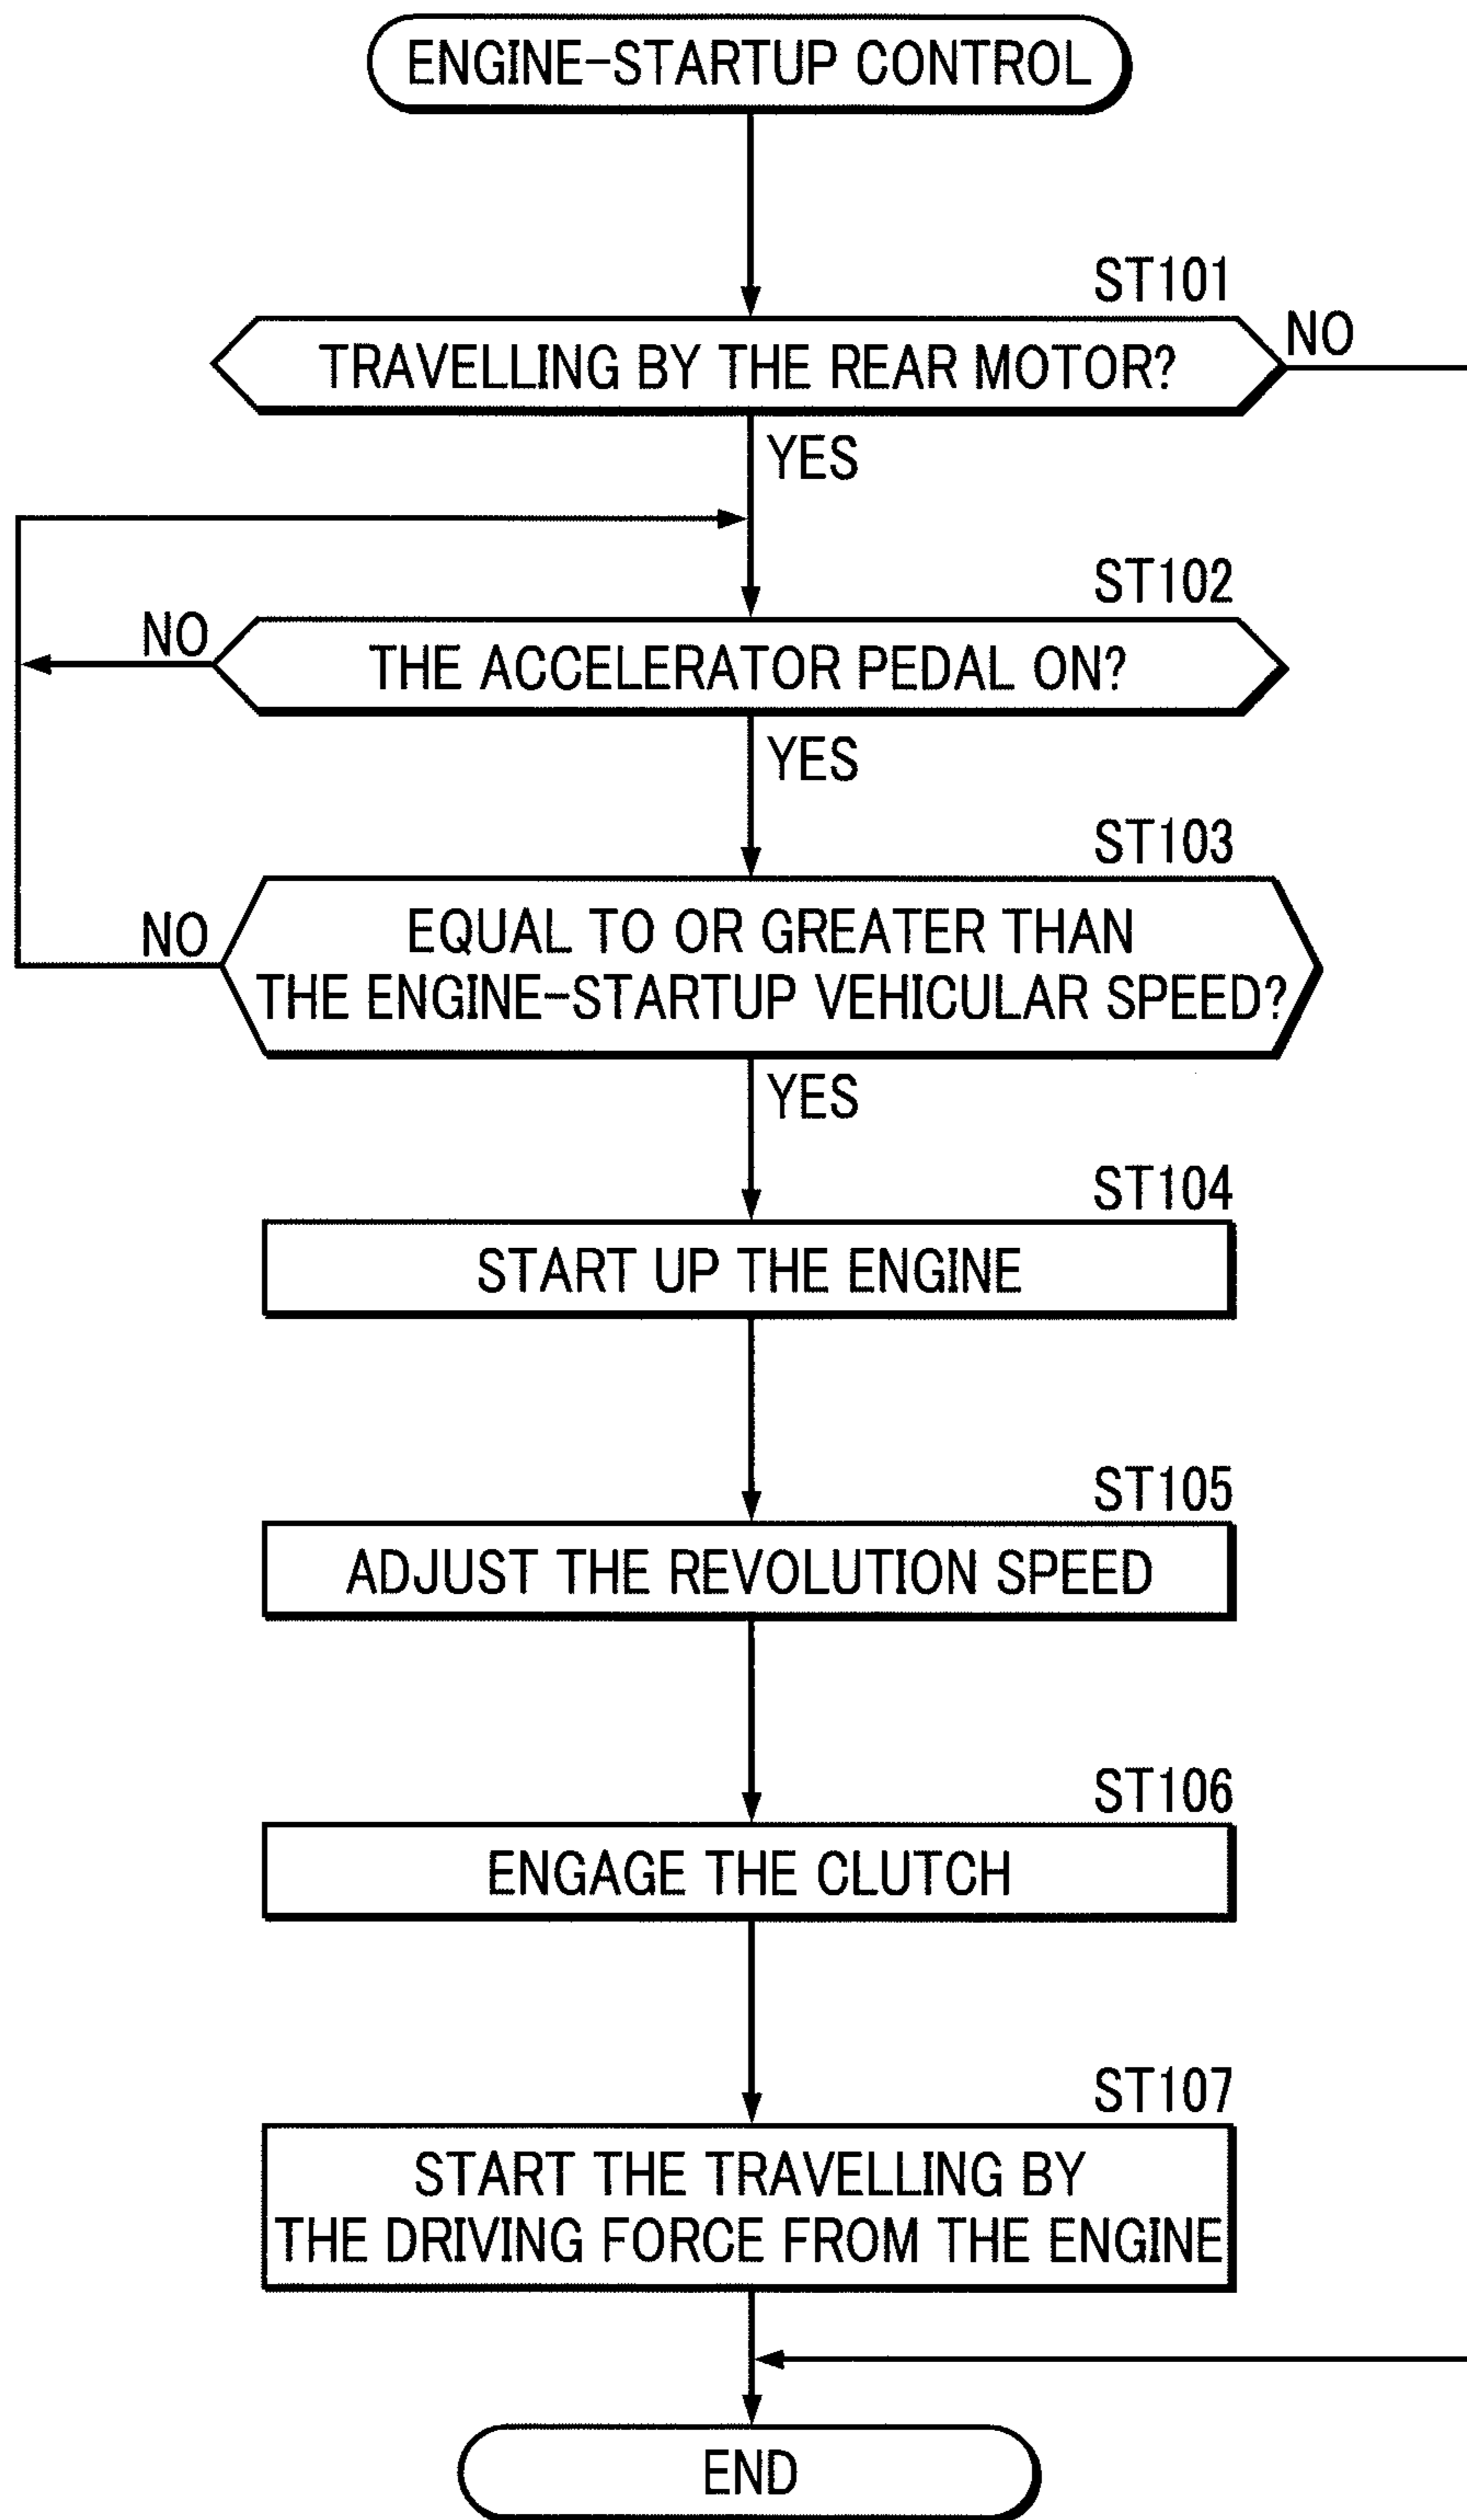 ENGINE-STARTUP CONTROL
ST101
TRAVELLING BY THE REAR MOTOR?
NO
YES
ST102
NO
THE ACCELERATOR PEDAL ON?
YES
ST103
NO
EQUAL TO OR GREATER THAN
THE ENGINE-STARTUP VEHICULAR SPEED?
YES
ST104
START UP THE ENGINE
ST105
ADJUST THE REVOLUTION SPEED
ST106
ENGAGE THE CLUTCH
ST107
START THE TRAVELLING BY
THE DRIVING FORCE FROM THE ENGINE
END